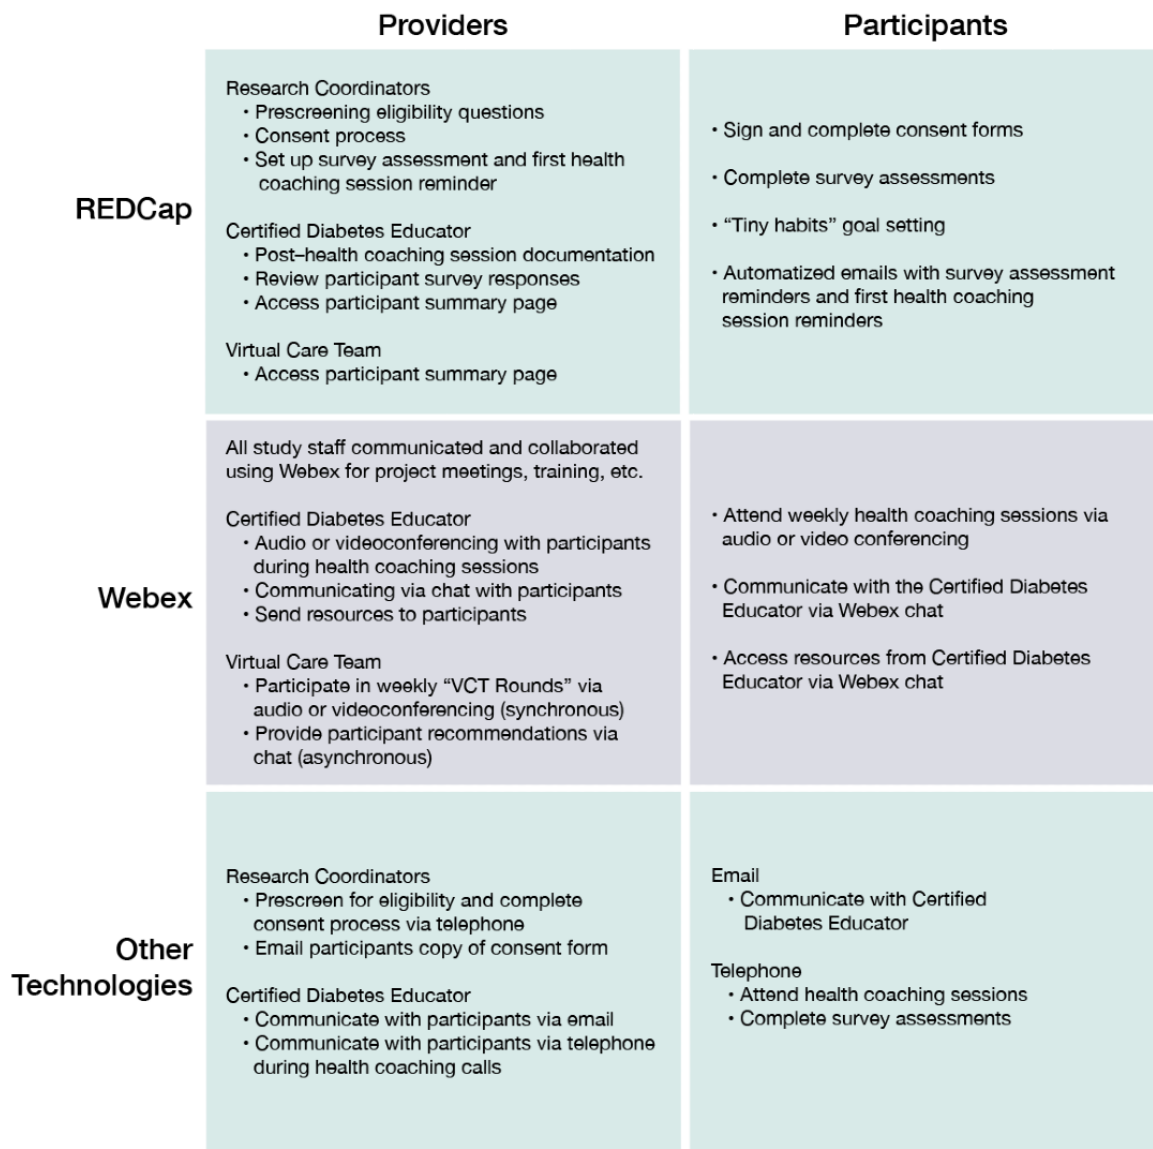 Providers
Participants
REDCap
Research Coordinators
• Prescreening eligibility questions
• Consent process
• Set up survey assessment and first health
coaching session reminder
Certified Diabetes Educator
• Post–health coaching session documentation
• Review participant survey responses
• Access participant summary page
Virtual Care Team
• Access participant summary page
• Sign and complete consent forms
• Complete survey assessments
• “Tiny habits” goal setting
• Automatized emails with survey assessment
reminders and first health coaching
session reminders
Webex
All study staff communicated and collaborated
using Webex for project meetings, training, etc.
Certified Diabetes Educator
• Audio or videoconferencing with participants
during health coaching sessions
• Communicating via chat with participants
• Send resources to participants
Virtual Care Team
• Participate in weekly “VCT Rounds” via
audio or videoconferencing (synchronous)
• Provide participant recommendations via
chat (asynchronous)
• Attend weekly health coaching sessions via
audio or video conferencing
• Communicate with the Certified Diabetes
Educator via Webex chat
• Access resources from Certified Diabetes
Educator via Webex chat
Other
Technologies
Research Coordinators
• Prescreen for eligibility and complete
consent process via telephone
• Email participants copy of consent form
Certified Diabetes Educator
• Communicate with participants via email
• Communicate with participants via telephone
during health coaching calls
Email
• Communicate with Certified
Diabetes Educator
Telephone
• Attend health coaching sessions
• Complete survey assessments